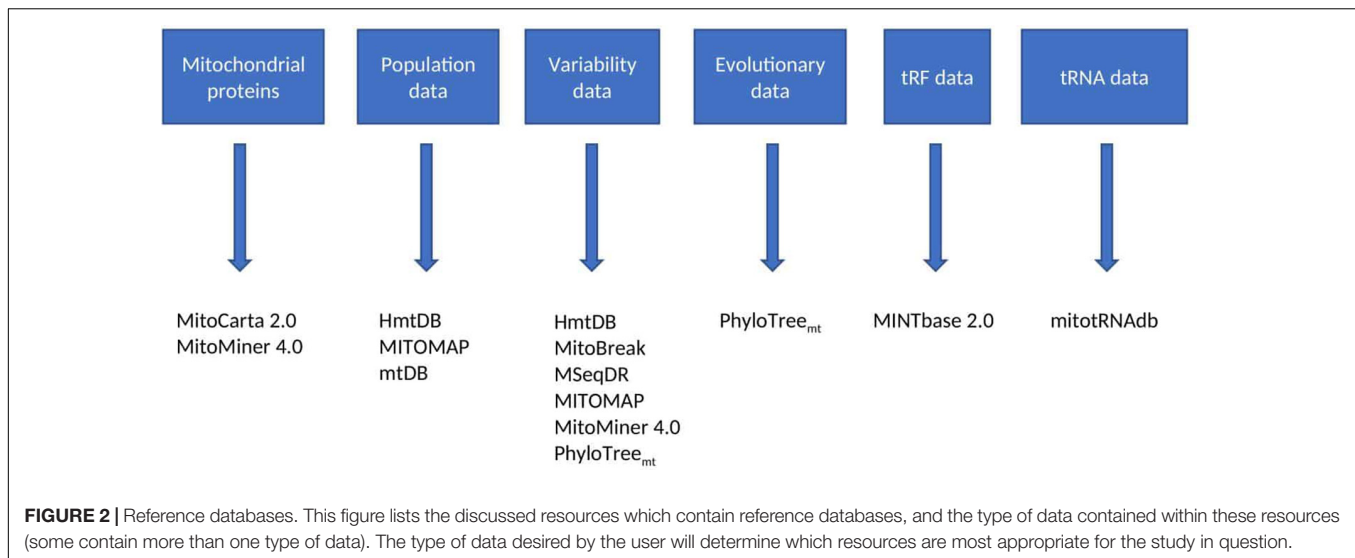 Mitochondrial
proteins
Population
data
Variability
data
Evolutionary
data
tRF data
tRNA data
MitoCarta 2.0
MitoMiner 4.0
HmtDB
MITOMAP
mtDB
HmtDB
MitoBreak
MSeqDR
MITOMAP
MitoMiner 4.0
PhyloTreemt
PhyloTreemt
MINTbase 2.0
mitotRNAdb
FIGURE 2 | Reference databases. This figure lists the discussed resources which contain reference databases, and the type of data contained within these resources
(some contain more than one type of data). The type of data desired by the user will determine which resources are most appropriate for the study in question.